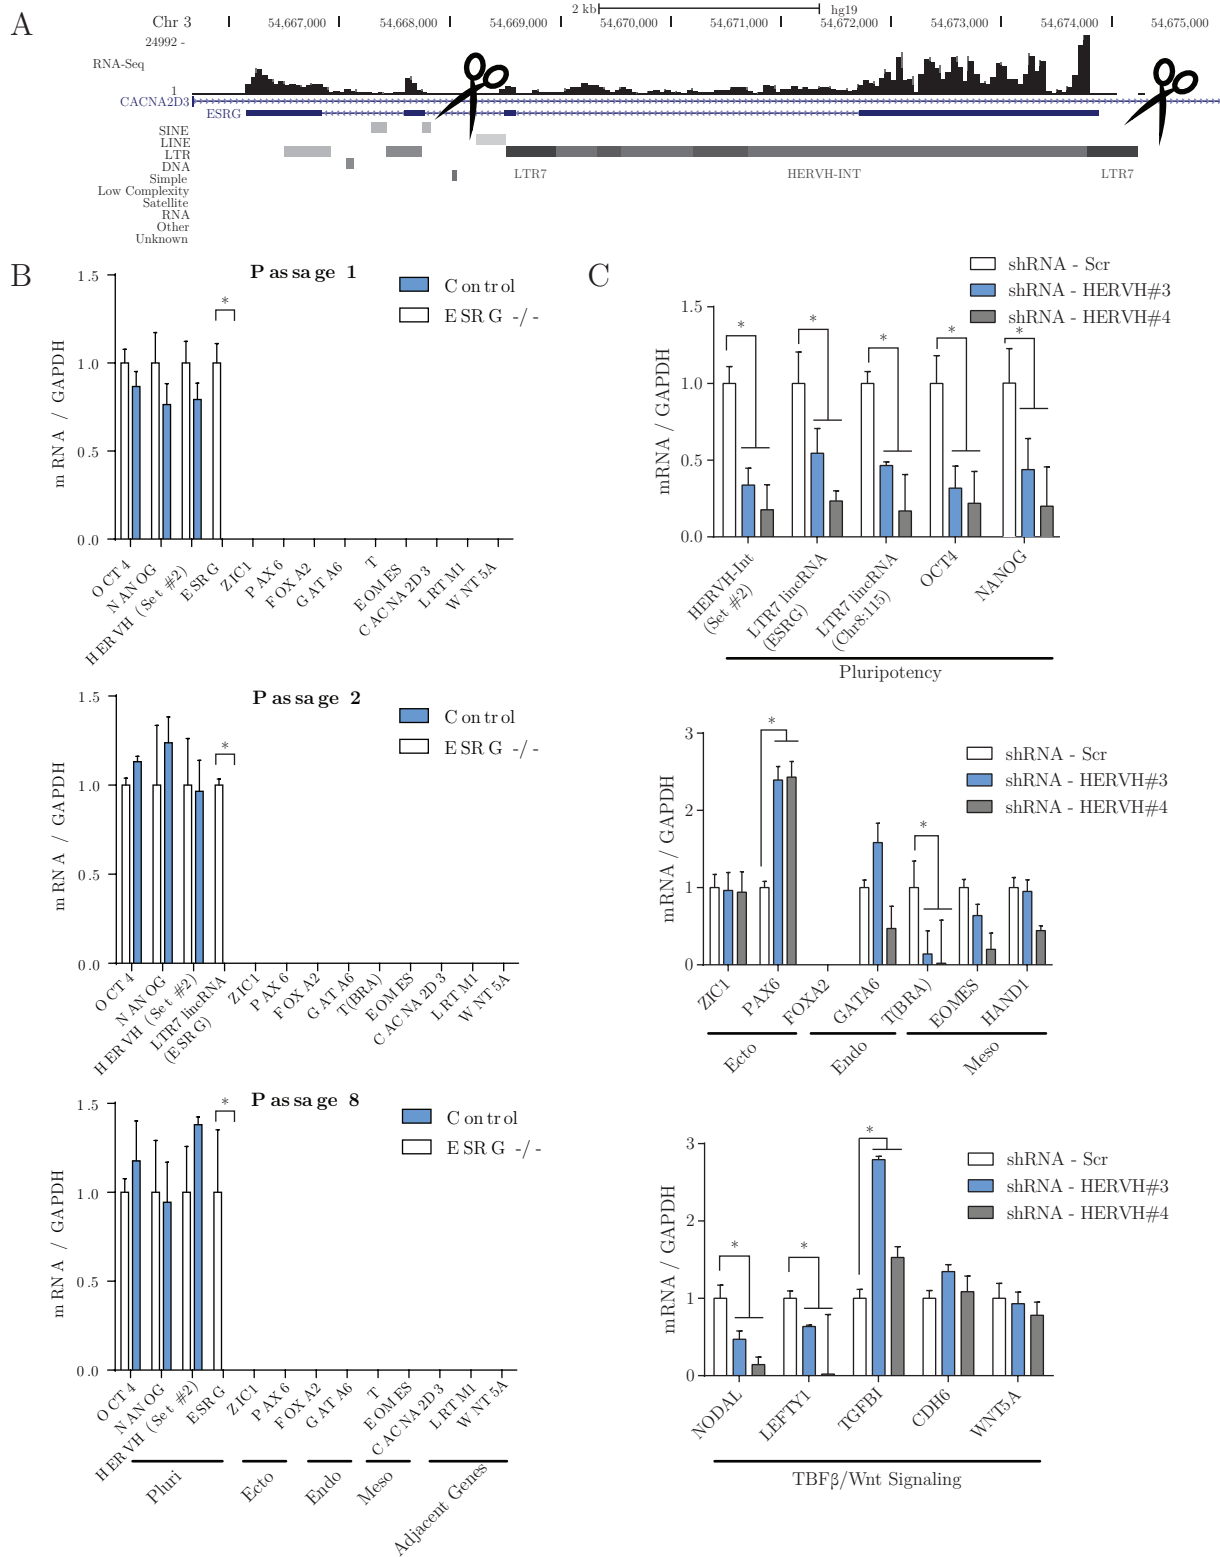 A
2 kb
hg19
Chr 3
54,667,000
54,668,000
54,669,000
54,670,000
54,671,000
54,672,000
54,673,000
54,674,000
54,675,000
24992 -
RNA-Seq
1
CACNA2D3
ESRG
SINE
LINE
LTR
DNA
Simple
Low Complexity
Satellite
RNA
Other
Unknown
LTR7
HERVH-INT
LTR7
B
Passage 1
Control
ESRG -/-
mRNA / GAPDH
1.5
1.0
0.5
0.0
*
OCT4
NANOG
HERVH (Set #2)
ESRG
ZIC1
PAX6
FOXA2
GATA6
T
EOMES
CACNA2D3
LRTM1
WNT5A
Passage 2
Control
ESRG -/-
mRNA / GAPDH
1.5
1.0
0.5
0.0
*
OCT4
NANOG
HERVH (Set #2)
LTR7 lincRNA
(ESRG)
ZIC1
PAX6
FOXA2
GATA6
T(BRA)
EOMES
CACNA2D3
LRTM1
WNT5A
Passage 8
Control
ESRG -/-
mRNA / GAPDH
1.5
1.0
0.5
0.0
*
OCT4
NANOG
HERVH (Set #2)
ESRG
ZIC1
PAX6
FOXA2
GATA6
T
EOMES
CACNA2D3
LRTM1
WNT5A
Pluri
Ecto
Endo
Meso
Adjacent Genes
C
shRNA - Scr
shRNA - HERVH#3
shRNA - HERVH#4
mRNA / GAPDH
1.5
1.0
0.5
0.0
*
*
*
*
*
HERVH-Int
(Set #2)
LTR7 lincRNA
(ESRG)
LTR7 lincRNA
(Chr8:115)
OCT4
NANOG
Pluripotency
shRNA - Scr
shRNA - HERVH#3
shRNA - HERVH#4
mRNA / GAPDH
3
2
1
0
*
*
ZIC1
PAX6
FOXA2
GATA6
T(BRA)
EOMES
HAND1
Ecto
Endo
Meso
shRNA - Scr
shRNA - HERVH#3
shRNA - HERVH#4
mRNA / GAPDH
3
2
1
0
*
*
*
NODAL
LEFTY1
TGFBI
CDH6
WNT5A
TBFβ/Wnt Signaling